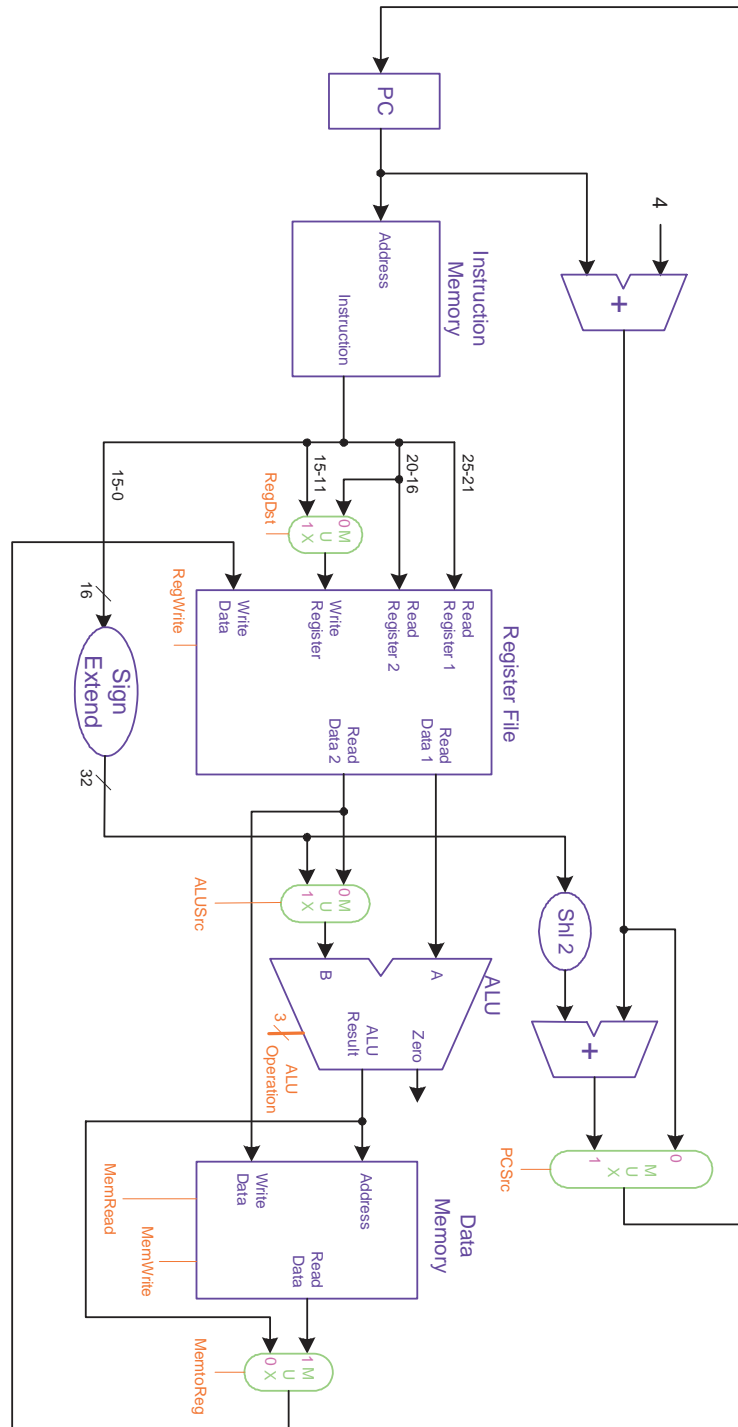 PC
4
+
Instruction
Memory
Address
Instruction
25-21
20-16
15-11
15-0
RegDst
0 M
U
1 X
Register File
Read
Register 1
Read
Register 2
Write
Register
Write
Data
Read
Data 1
Read
Data 2
RegWrite
16
Sign
Extend
32
ALUSrc
0 M
U
1 X
Shl 2
+
ALU
A
B
Zero
ALU
Result
3
ALU
Operation
PCSrc
0
M
U
1 X
Data
Memory
Address
Write
Data
Read
Data
MemRead
MemWrite
MemtoReg
1 M
U
0 X